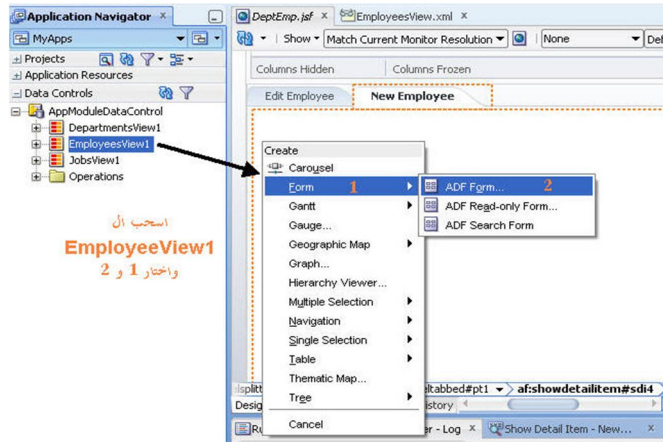 Application Navigator
MyApps
Projects
Application Resources
Data Controls
AppModuleDataControl
DepartmentsView1
EmployeesView1
JobsView1
Operations
اسحب ال
EmployeeView1
واختار 1 و 2
DeptEmp.jsf
EmployeesView.xml
Show Match Current Monitor Resolution None
Columns Hidden Columns Frozen
Edit Employee New Employee
Create
Carousel
Form 1
Gantt
Gauge...
Geographic Map
Graph...
Hierarchy Viewer...
Multiple Selection
Navigation
Single Selection
Table
Thematic Map...
Tree
Cancel
ADF Form... 2
ADF Read-only Form...
ADF Search Form
af:showdetailitem#sdi4
- Log Show Detail Item - New...